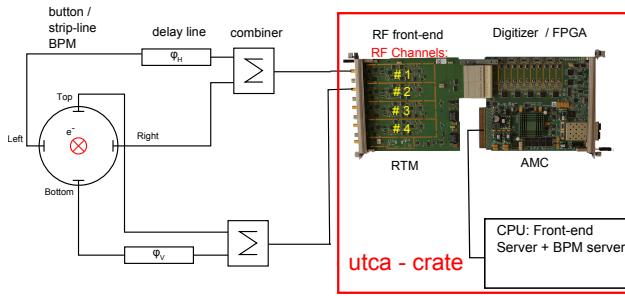 button /
strip-line
BPM
delay line
combiner
RF front-end
RF Channels:
Digitizer / FPGA
φH
Σ
# 1
# 2
# 3
# 4
Top
e-
Left
Right
Bottom
RTM
AMC
φV
Σ
CPU: Front-end
Server + BPM server
utca - crate